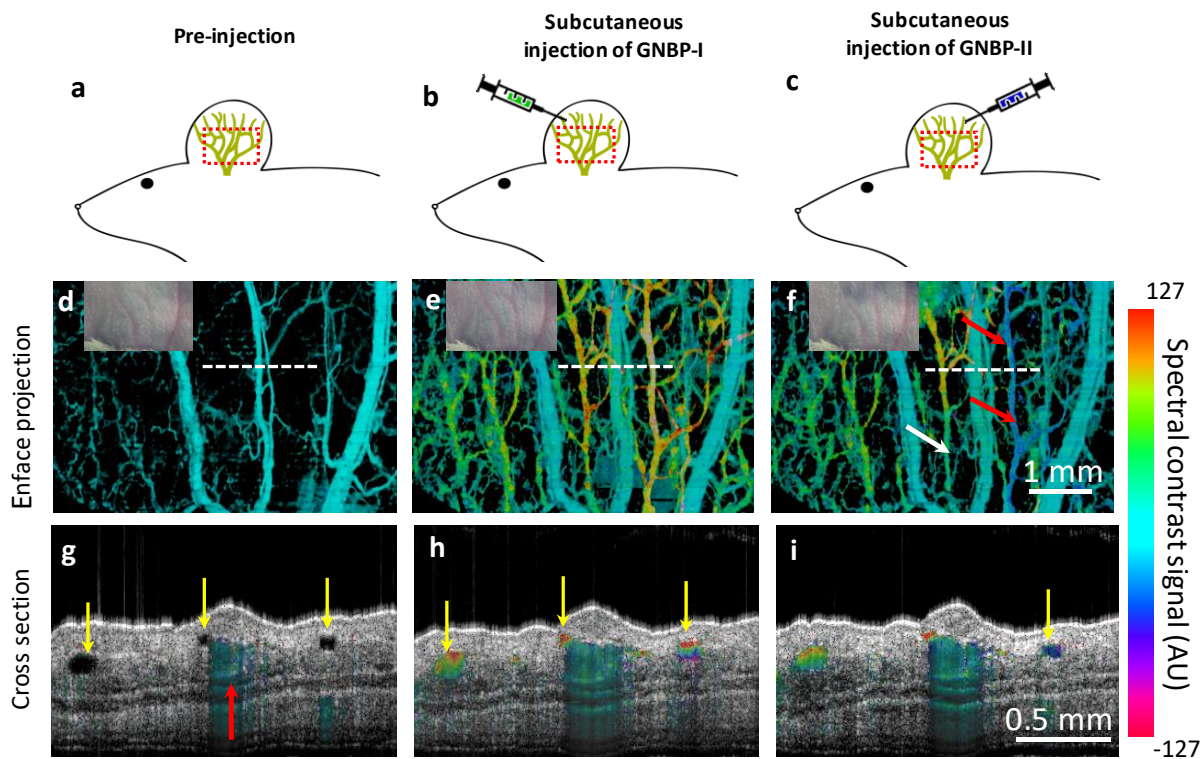 Pre-injection
Subcutaneous
injection of GNBP-I
Subcutaneous
injection of GNBP-II
a
b
c
Enface projection
d
e
f
1 mm
Cross section
g
h
i
0.5 mm
127
Spectral contrast signal (AU)
-127